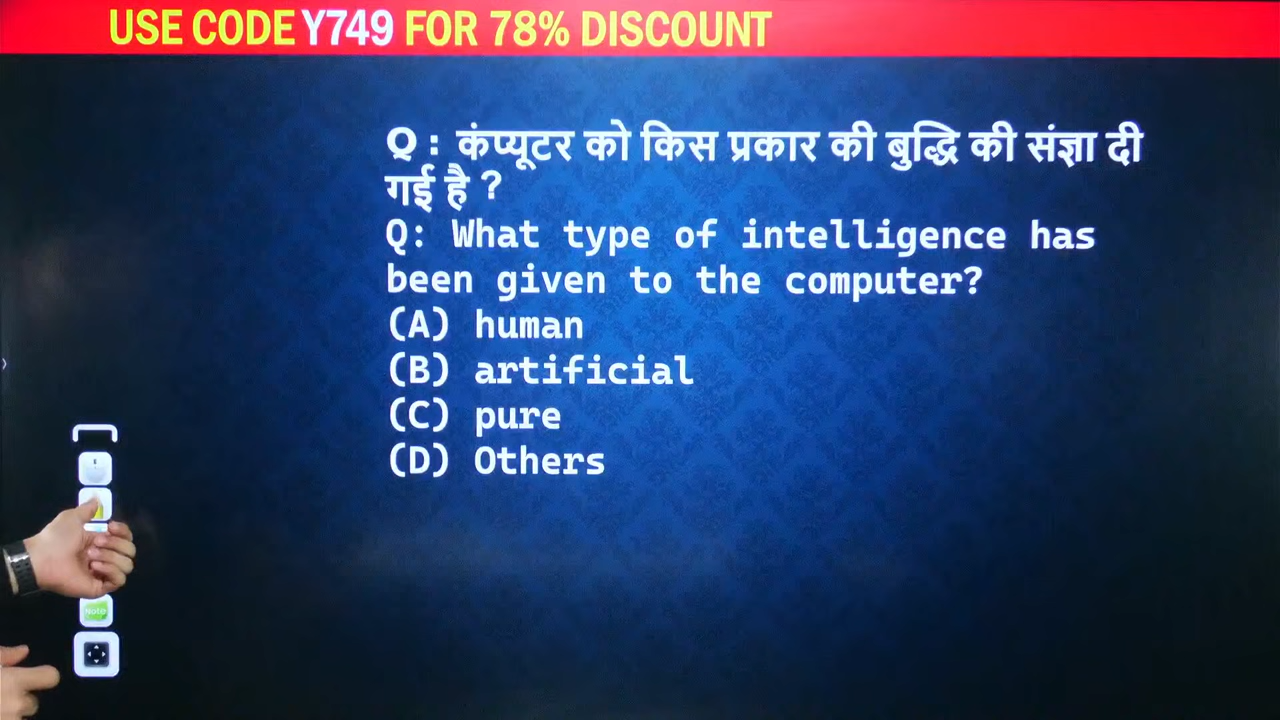 USE CODE Y749 FOR 78% DISCOUNT
Q : कंप्यूटर को किस प्रकार की बुद्धि की संज्ञा दी
गई है ?
Q: What type of intelligence has
been given to the computer?
(A) human
(B) artificial
(C) pure
(D) Others
Note